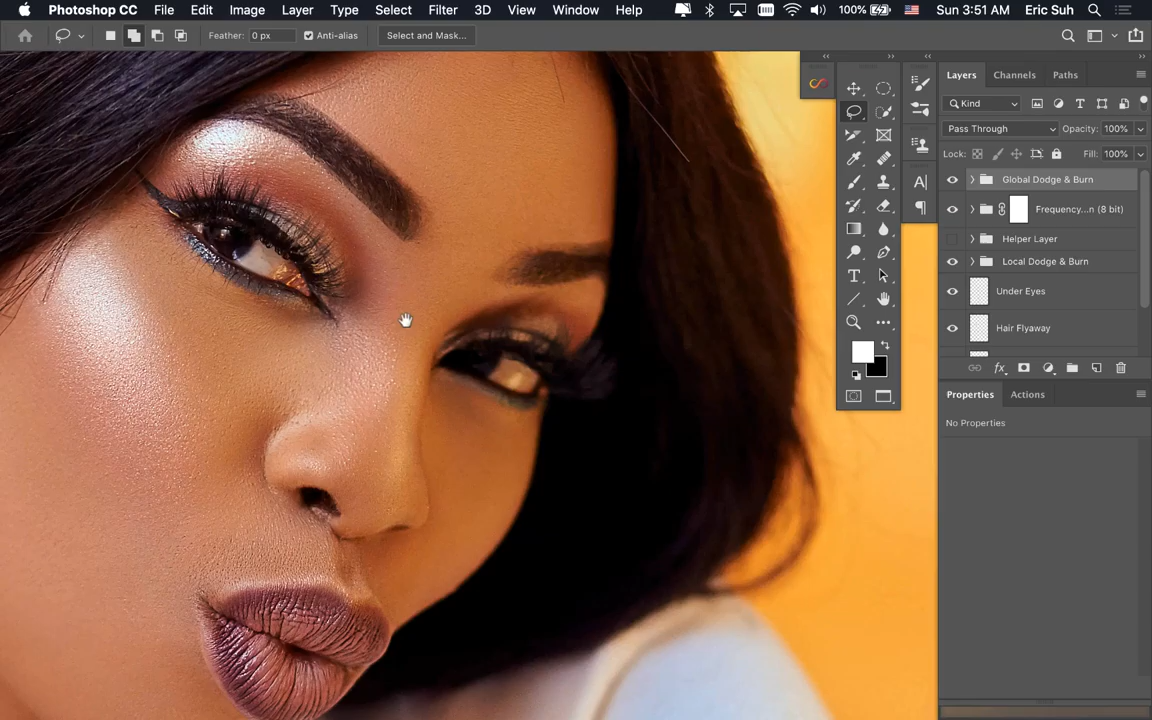 Photoshop CC File Edit Image Layer Type Select Filter 3D View Window Help 100% Sun 3:51 AM Eric Suh
Feather: 0 px Anti-alias Select and Mask...
Layers Channels Paths
Kind
Pass Through Opacity: 100%
Lock: Fill: 100%
Global Dodge & Burn
Frequency...n (8 bit)
Helper Layer
Local Dodge & Burn
Under Eyes
Hair Flyaway
fx
Properties Actions
No Properties